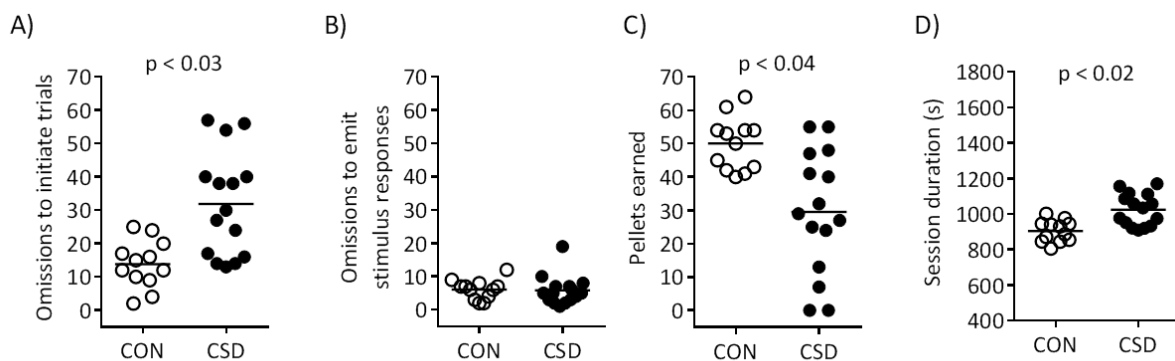 A)
p < 0.03
Omissions to initiate trials
70
60
50
40
30
20
10
0
CON CSD
B)
Omissions to emit
stimulus responses
70
60
50
40
30
20
10
0
CON CSD
C)
p < 0.04
Pellets earned
70
60
50
40
30
20
10
0
CON CSD
D)
p < 0.02
Session duration (s)
1800
1600
1400
1200
1000
800
600
400
CON CSD